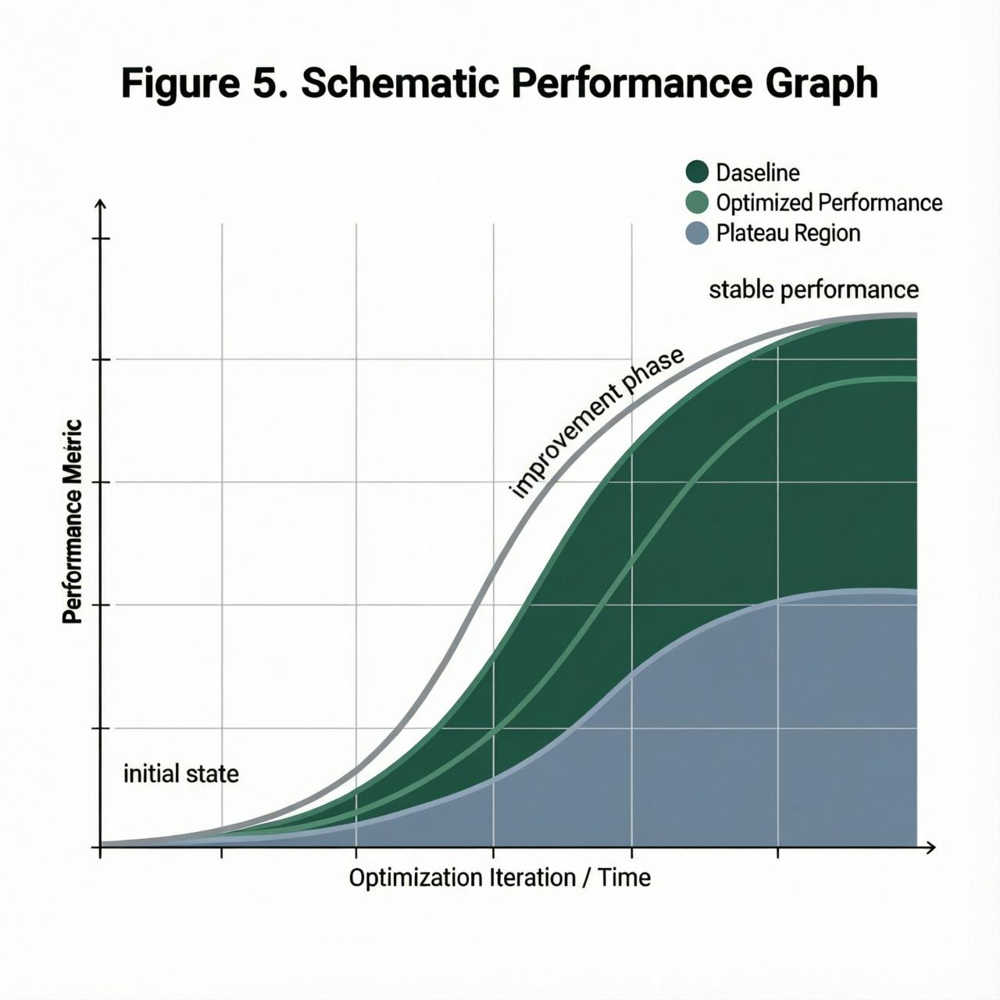 Figure 5. Schematic Performance Graph
Daseline
Optimized Performance
Plateau Region
stable performance
improvement phase
Performance Metric
initial state
Optimization Iteration / Time